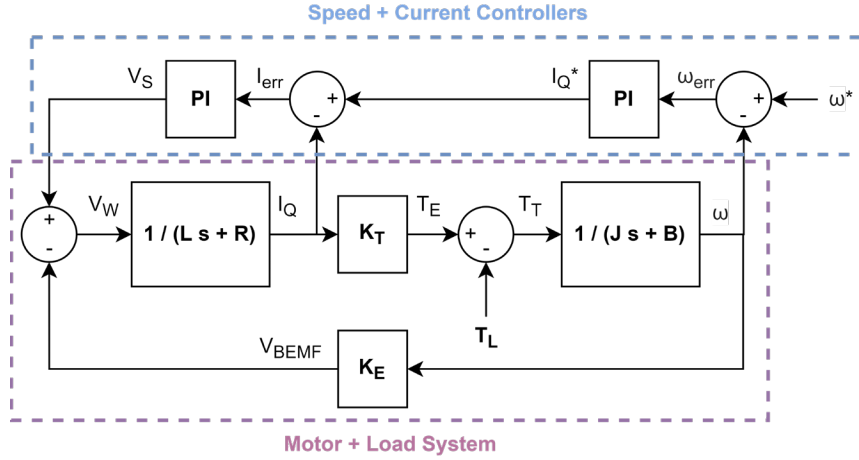 Speed + Current Controllers
V_S
PI
I_err
+
-
I_Q*
PI
ω_err
+
-
ω*
+
-
V_W
1 / (L s + R)
I_Q
K_T
T_E
+
-
T_T
1 / (J s + B)
ω
T_L
V_BEMF
K_E
Motor + Load System